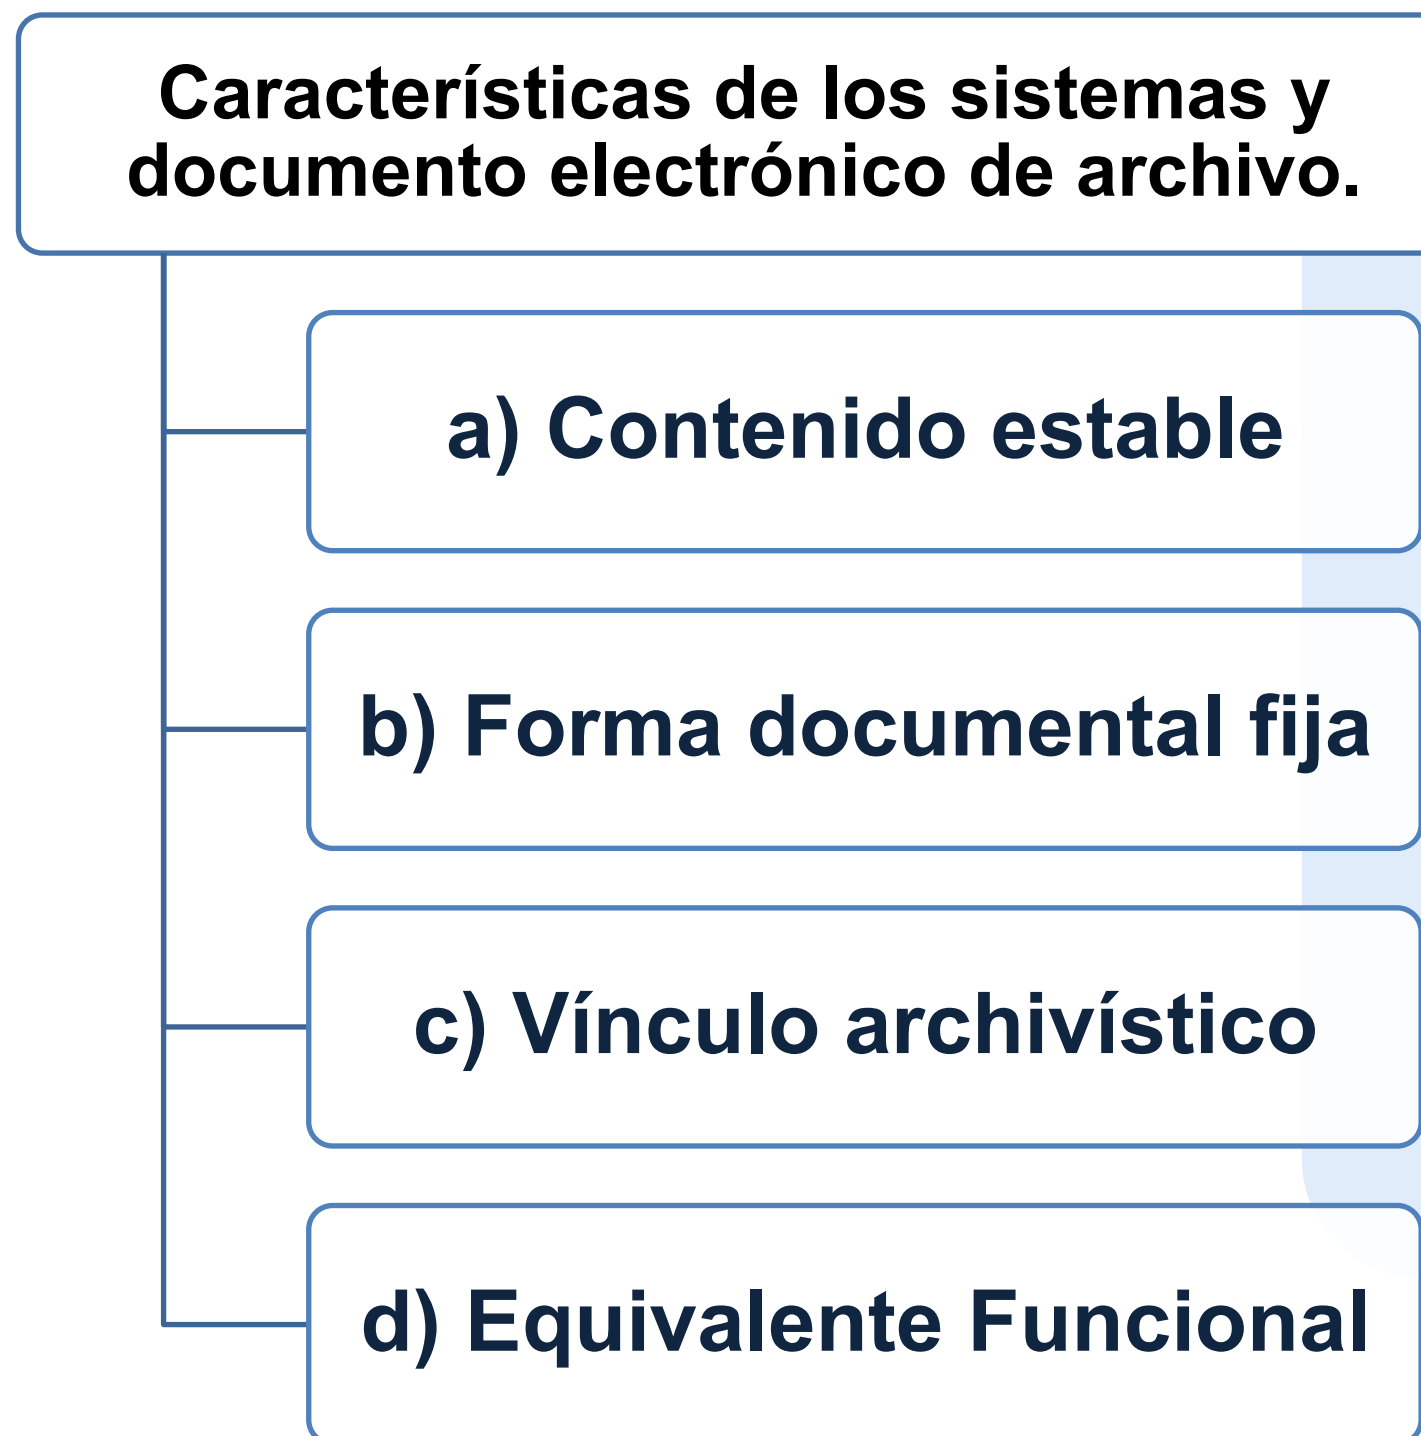 Características de los sistemas y
documento electrónico de archivo.
a) Contenido estable
b) Forma documental fija
c) Vínculo archivístico
d) Equivalente Funcional